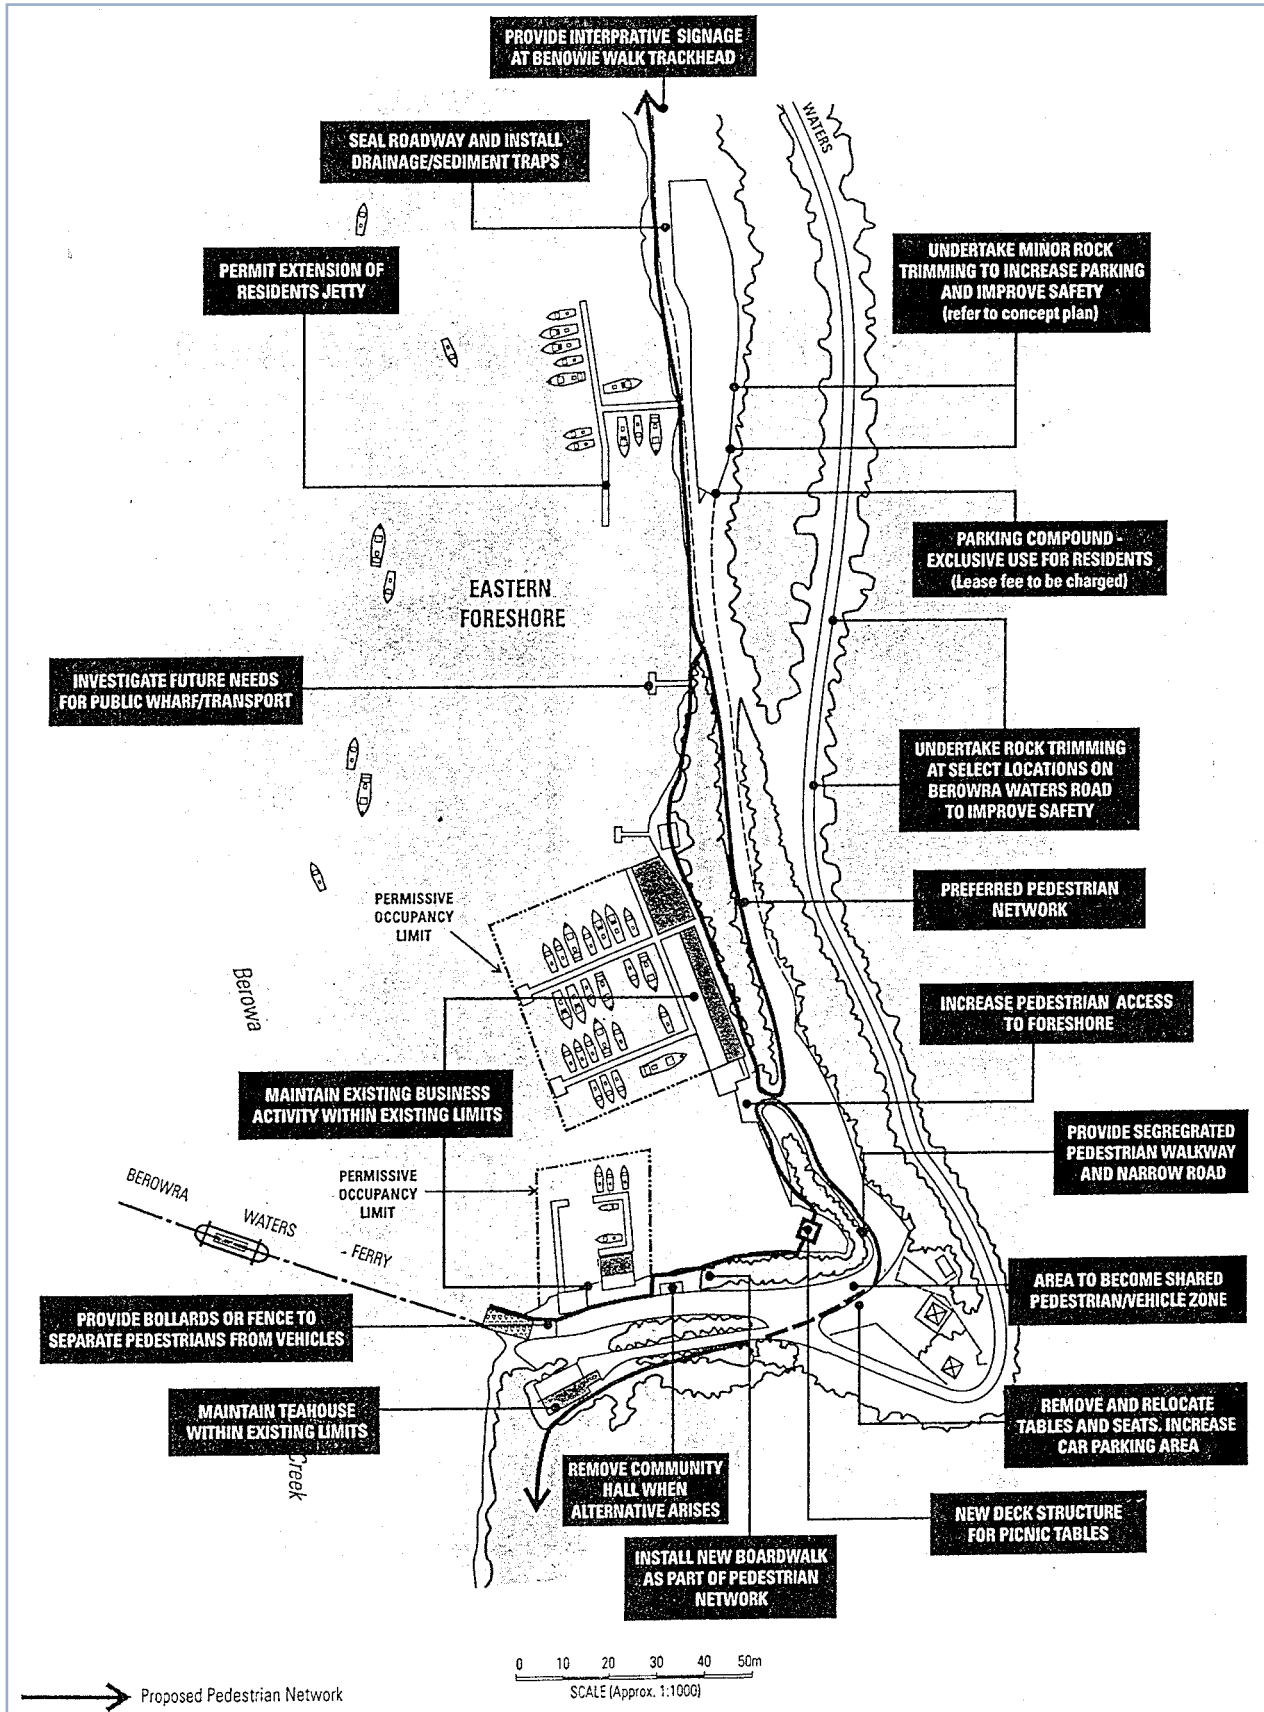 PROVIDE INTERPRATIVE SIGNAGE
AT BENOWIE WALK TRACKHEAD
WATERS
SEAL ROADWAY AND INSTALL
DRAINAGE/SEDIMENT TRAPS
PERMIT EXTENSION OF
RESIDENTS JETTY
UNDERTAKE MINOR ROCK
TRIMMING TO INCREASE PARKING
AND IMPROVE SAFETY
(refer to concept plan)
PARKING COMPOUND -
EXCLUSIVE USE FOR RESIDENTS
(Lease fee to be charged)
EASTERN
FORESHORE
INVESTIGATE FUTURE NEEDS
FOR PUBLIC WHARF/TRANSPORT
UNDERTAKE ROCK TRIMMING
AT SELECT LOCATIONS ON
BEROWRA WATERS ROAD
TO IMPROVE SAFETY
PERMISSIVE
OCCUPANCY
LIMIT
PREFERRED PEDESTRIAN
NETWORK
Berowa
INCREASE PEDESTRIAN ACCESS
TO FORESHORE
MAINTAIN EXISTING BUSINESS
ACTIVITY WITHIN EXISTING LIMITS
PROVIDE SEGREGRATED
PEDESTRIAN WALKWAY
AND NARROW ROAD
PERMISSIVE
OCCUPANCY
LIMIT
BEROWRA
WATERS
- FERRY
AREA TO BECOME SHARED
PEDESTRIAN/VEHICLE ZONE
PROVIDE BOLLARDS OR FENCE TO
SEPARATE PEDESTRIANS FROM VEHICLES
MAINTAIN TEAHOUSE
WITHIN EXISTING LIMITS
REMOVE AND RELOCATE
TABLES AND SEATS. INCREASE
CAR PARKING AREA
Creek
REMOVE COMMUNITY
HALL WHEN
ALTERNATIVE ARISES
NEW DECK STRUCTURE
FOR PICNIC TABLES
INSTALL NEW BOARDWALK
AS PART OF PEDESTRIAN
NETWORK
0 10 20 30 40 50m
SCALE (Approx. 1:1000)
Proposed Pedestrian Network